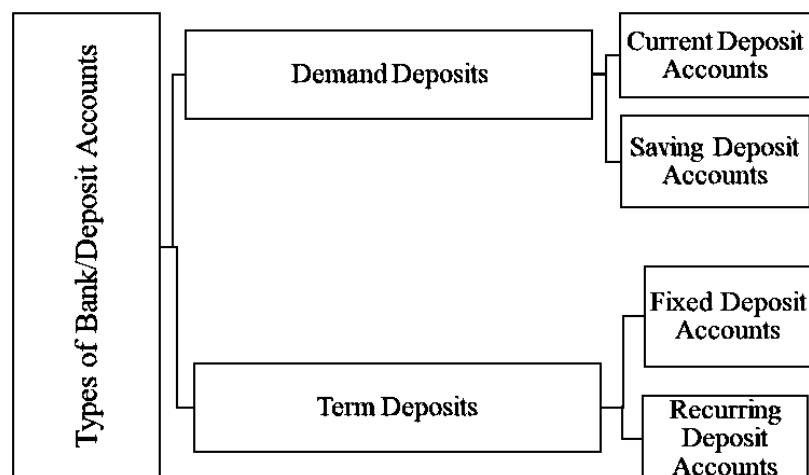 Types of Bank/Deposit Accounts
Demand Deposits
Current Deposit
Accounts
Saving Deposit
Accounts
Term Deposits
Fixed Deposit
Accounts
Recurring
Deposit
Accounts